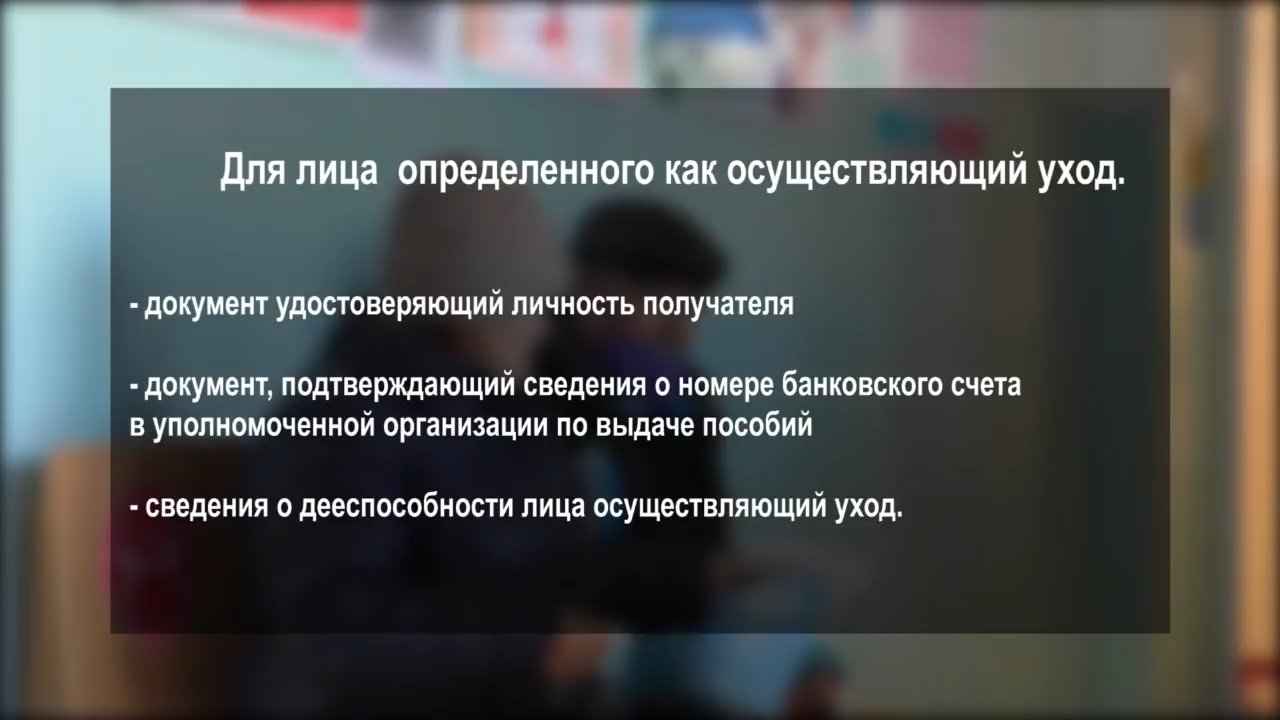 Для лица определенного как осуществляющий уход.
- документ удостоверяющий личность получателя
- документ, подтверждающий сведения о номере банковского счета
в уполномоченной организации по выдаче пособий
- сведения о дееспособности лица осуществляющий уход.